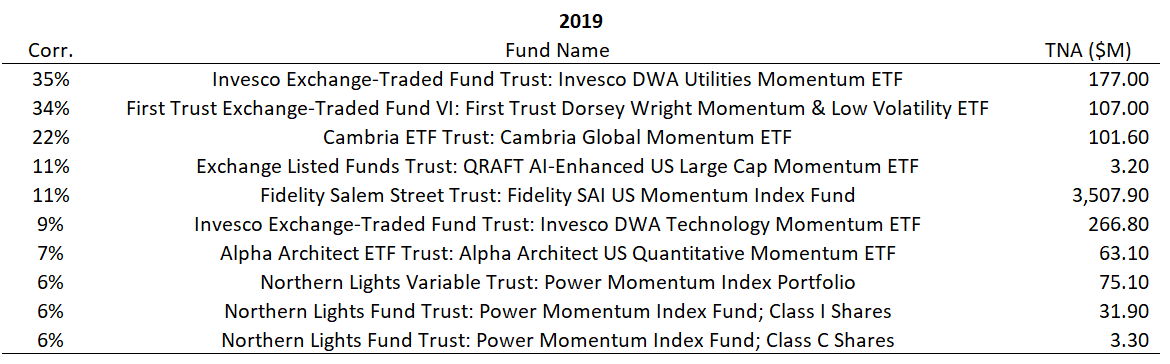 2019
Corr. Fund Name TNA ($M)
35% Invesco Exchange-Traded Fund Trust: Invesco DWA Utilities Momentum ETF 177.00
34% First Trust Exchange-Traded Fund VI: First Trust Dorsey Wright Momentum & Low Volatility ETF 107.00
22% Cambria ETF Trust: Cambria Global Momentum ETF 101.60
11% Exchange Listed Funds Trust: QRAFT AI-Enhanced US Large Cap Momentum ETF 3.20
11% Fidelity Salem Street Trust: Fidelity SAI US Momentum Index Fund 3,507.90
9% Invesco Exchange-Traded Fund Trust: Invesco DWA Technology Momentum ETF 266.80
7% Alpha Architect ETF Trust: Alpha Architect US Quantitative Momentum ETF 63.10
6% Northern Lights Variable Trust: Power Momentum Index Portfolio 75.10
6% Northern Lights Fund Trust: Power Momentum Index Fund; Class I Shares 31.90
6% Northern Lights Fund Trust: Power Momentum Index Fund; Class C Shares 3.30